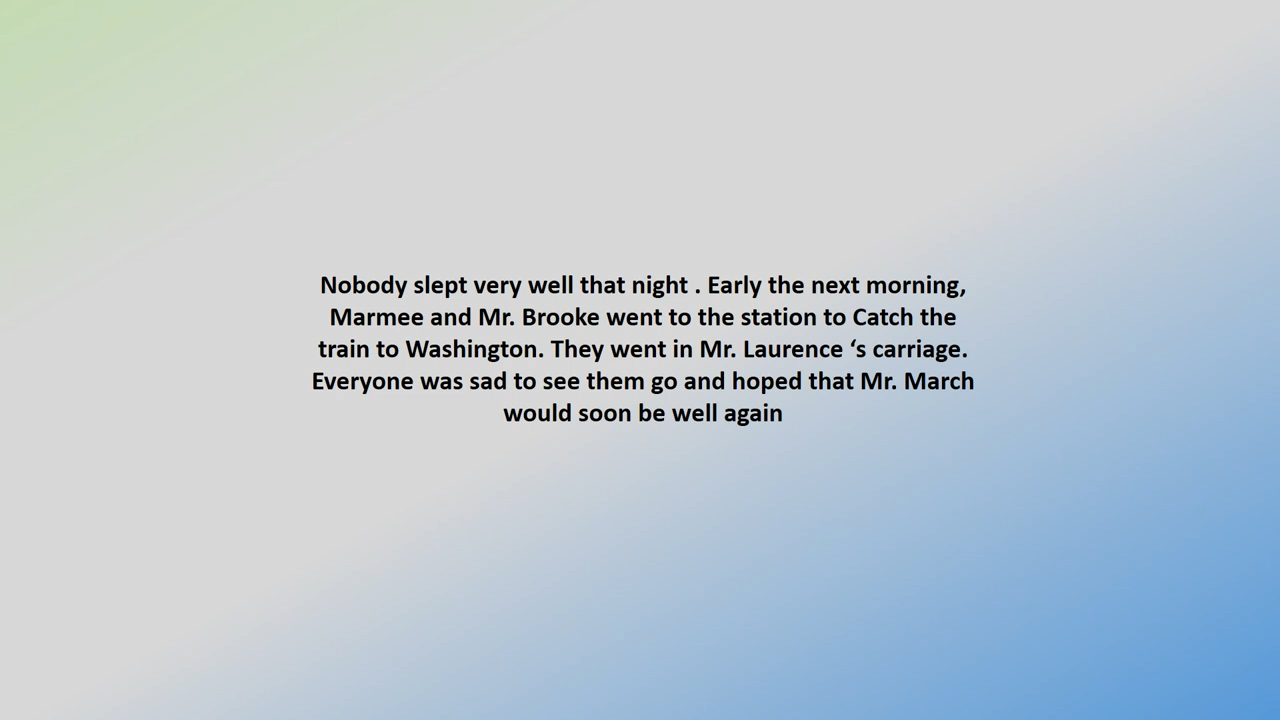 Nobody slept very well that night . Early the next morning,
Marmee and Mr. Brooke went to the station to Catch the
train to Washington. They went in Mr. Laurence ‘s carriage.
Everyone was sad to see them go and hoped that Mr. March
would soon be well again